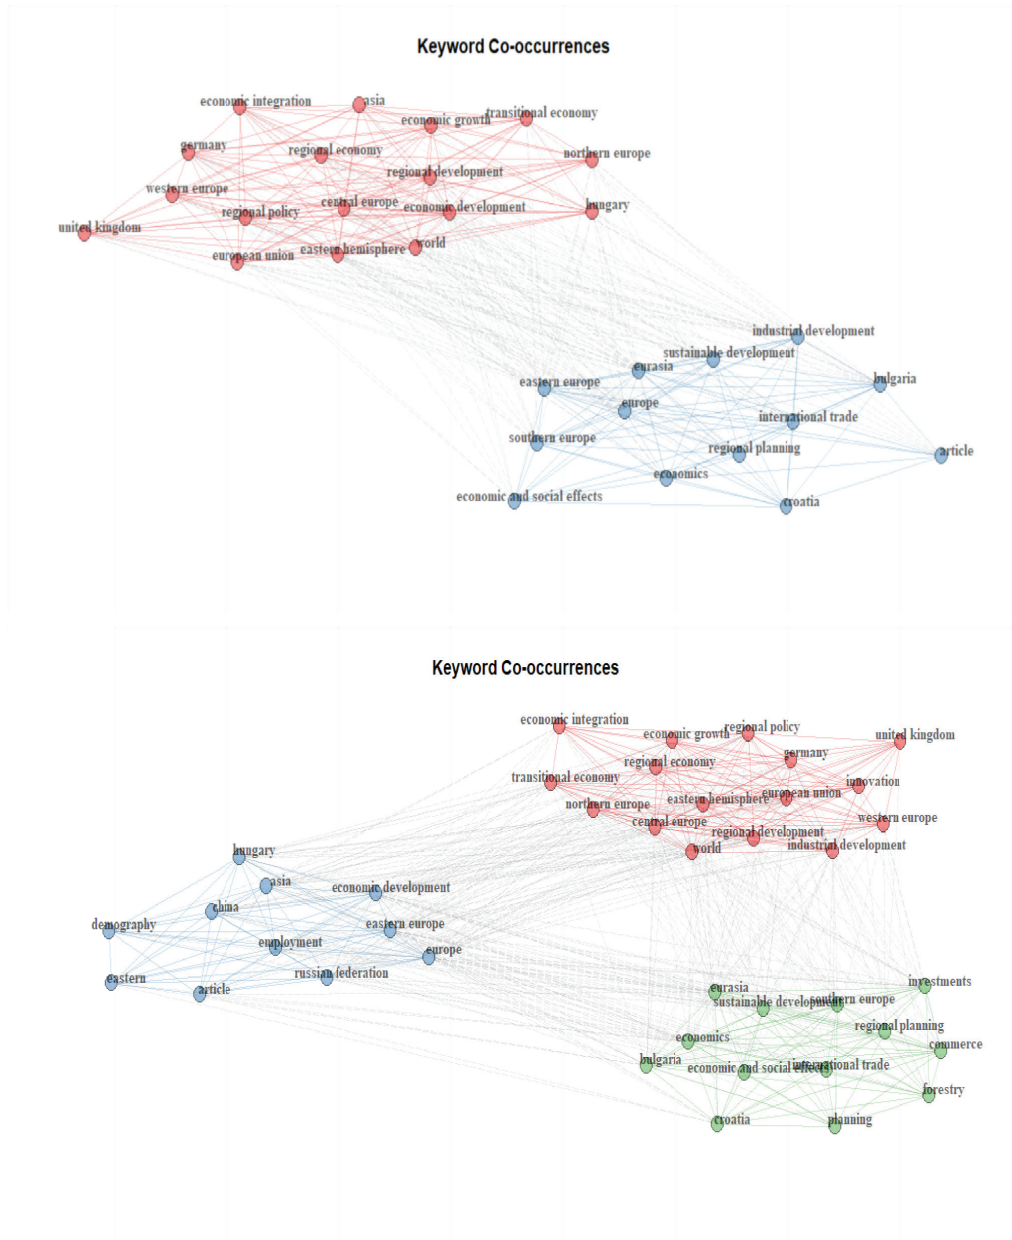 Keyword Co-occurrences
economic integration
asia
economic growth
transitional economy
germany
regional economy
northern europe
regional development
western europe
central europe
regional policy
economic development
hungary
united kingdom
european union
eastern hemisphere
world
industrial development
sustainable development
eurasia
eastern europe
bulgaria
europe
international trade
southern europe
regional planning
article
economics
economic and social effects
croatia
Keyword Co-occurrences
economic integration
economic growth
regional policy
united kingdom
germany
regional economy
transitional economy
innovation
eastern hemisphere
european union
northern europe
central europe
western europe
regional development
world
industrial development
hungary
asia
economic development
china
demography
eastern europe
employment
europe
eastern
russian federation
article
eurasia
investments
sustainable development
southern europe
regional planning
economics
commerce
bulgaria
economic and social effects
international trade
forestry
croatia
planning